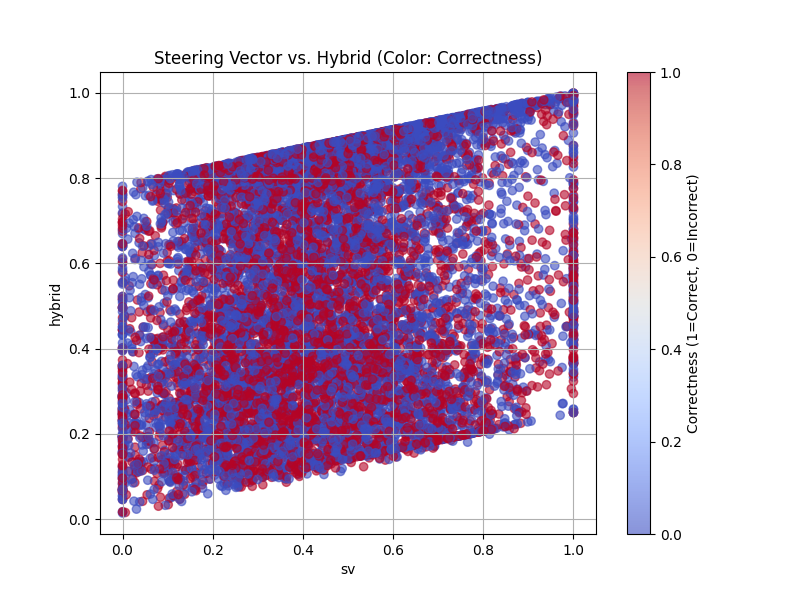 Steering Vector vs. Hybrid (Color: Correctness)
1.0
0.8
0.6
0.4
0.2
0.0
hybrid
0.0 0.2 0.4 0.6 0.8 1.0
sv
1.0
0.8
0.6
0.4
0.2
0.0
Correctness (1=Correct, 0=Incorrect)